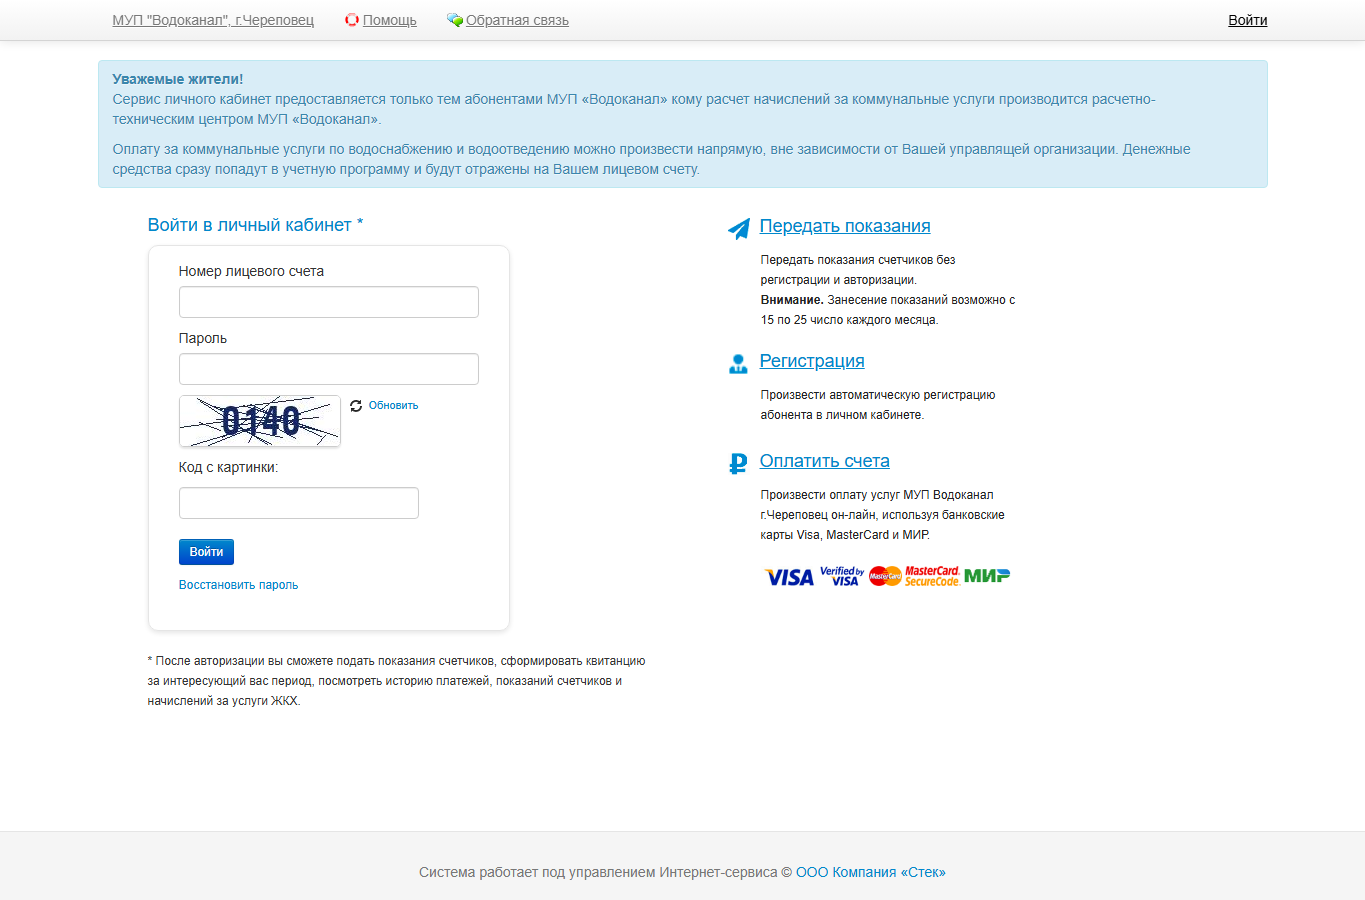 МУП "Водоканал", г.Череповец
Помощь
Обратная связь
Войти
Уважемые жители!
Сервис личного кабинет предоставляется только тем абонентами МУП «Водоканал» кому расчет начислений за коммунальные услуги производится расчетно-
техническим центром МУП «Водоканал».
Оплату за коммунальные услуги по водоснабжению и водоотведению можно произвести напрямую, вне зависимости от Вашей управлящей организации. Денежные
средства сразу попадут в учетную программу и будут отражены на Вашем лицевом счету.
Войти в личный кабинет *
Номер лицевого счета
Пароль
0140
Обновить
Код с картинки:
Войти
Восстановить пароль
* После авторизации вы сможете подать показания счетчиков, сформировать квитанцию
за интересующий вас период, посмотреть историю платежей, показаний счетчиков и
начислений за услуги ЖКХ.
Передать показания
Передать показания счетчиков без
регистрации и авторизации.
Внимание. Занесение показаний возможно с
15 по 25 число каждого месяца.
Регистрация
Произвести автоматическую регистрацию
абонента в личном кабинете.
Оплатить счета
Произвести оплату услуг МУП Водоканал
г.Череповец он-лайн, используя банковские
карты Visa, MasterCard и МИР.
VISA
Verified by
VISA
MasterCard
MasterCard.
SecureCode.
МИР
Система работает под управлением Интернет-сервиса © ООО Компания «Стек»